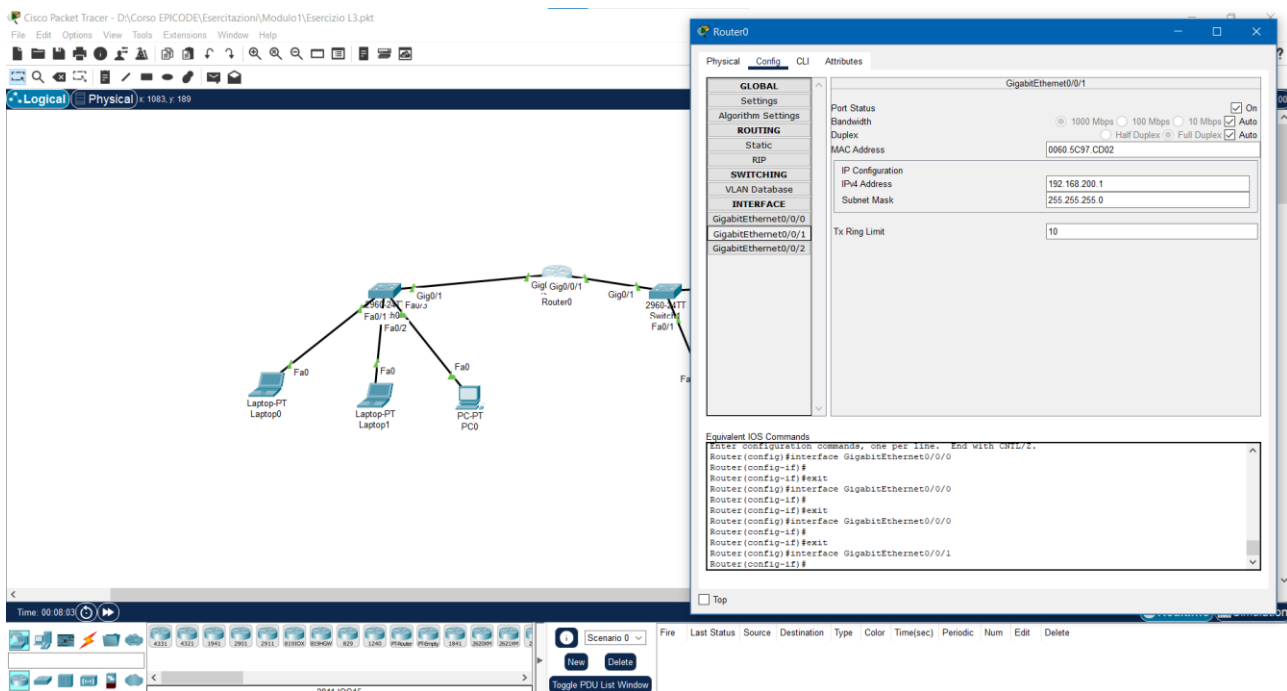 Cisco Packet Tracer - D:\Corso EPICODE\Esercitazioni\Modulo1\Esercizio L3.pkt
File Edit Options View Tools Extensions Window Help
Logical Physical x: 1083, y: 189
Gig0/1
Fa0/3
Fa0/1
Fa0/2
Fa0
Laptop-PT
Laptop0
Fa0
Laptop-PT
Laptop1
Fa0
PC-PT
PC0
Gig0/0/1
Router0
Gig0/1
2960-24TT
Switch1
Fa0/1
Router0
Physical Config CLI Attributes
GLOBAL
Settings
Algorithm Settings
ROUTING
Static
RIP
SWITCHING
VLAN Database
INTERFACE
GigabitEthernet0/0/0
GigabitEthernet0/0/1
GigabitEthernet0/0/2
GigabitEthernet0/0/1
Port Status On
Bandwidth 1000 Mbps 100 Mbps 10 Mbps Auto
Duplex Half Duplex Full Duplex Auto
MAC Address 0060.5C97.CD02
IP Configuration
IPv4 Address 192.168.200.1
Subnet Mask 255.255.255.0
Tx Ring Limit 10
Equivalent IOS Commands
Enter configuration commands, one per line. End with CNTL/Z.
Router(config)#interface GigabitEthernet0/0/0
Router(config-if)#
Router(config-if)#exit
Router(config)#interface GigabitEthernet0/0/0
Router(config-if)#
Router(config-if)#exit
Router(config)#interface GigabitEthernet0/0/0
Router(config-if)#
Router(config-if)#exit
Router(config)#interface GigabitEthernet0/0/1
Router(config-if)#
Top
Time: 00:08:03
4331 4321 1941 2901 2911 819IOX 819HGW 829 1240 PT-Router PT-Empty 1841 2620XM 2621XM
Scenario 0
New Delete
Toggle PDU List Window
Fire Last Status Source Destination Type Color Time(sec) Periodic Num Edit Delete